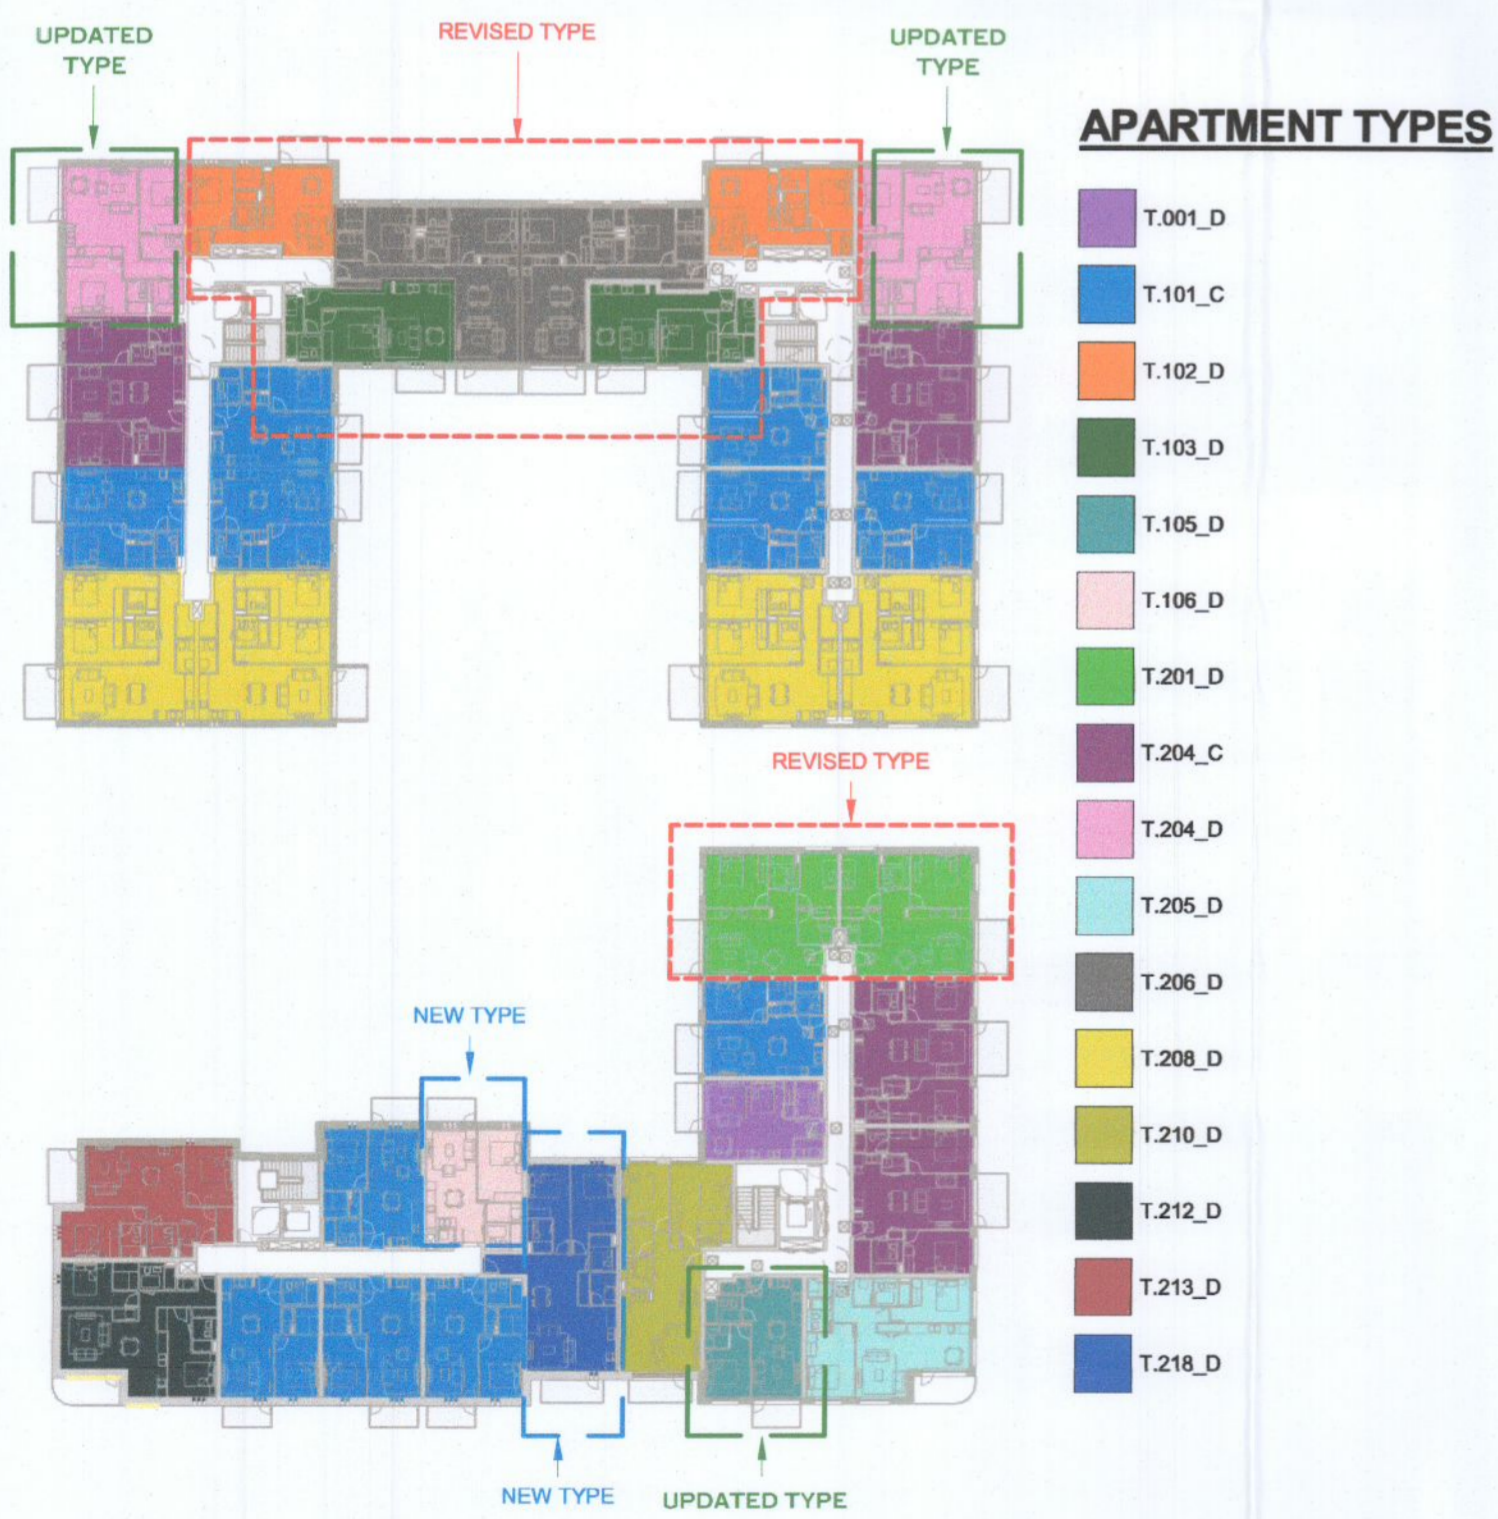 UPDATED
TYPE
REVISED TYPE
UPDATED
TYPE
APARTMENT TYPES
T.001_D
T.101_C
T.102_D
T.103_D
T.105_D
T.106_D
T.201_D
T.204_C
T.204_D
T.205_D
T.206_D
T.208_D
T.210_D
T.212_D
T.213_D
T.218_D
REVISED TYPE
NEW TYPE
NEW TYPE
UPDATED TYPE